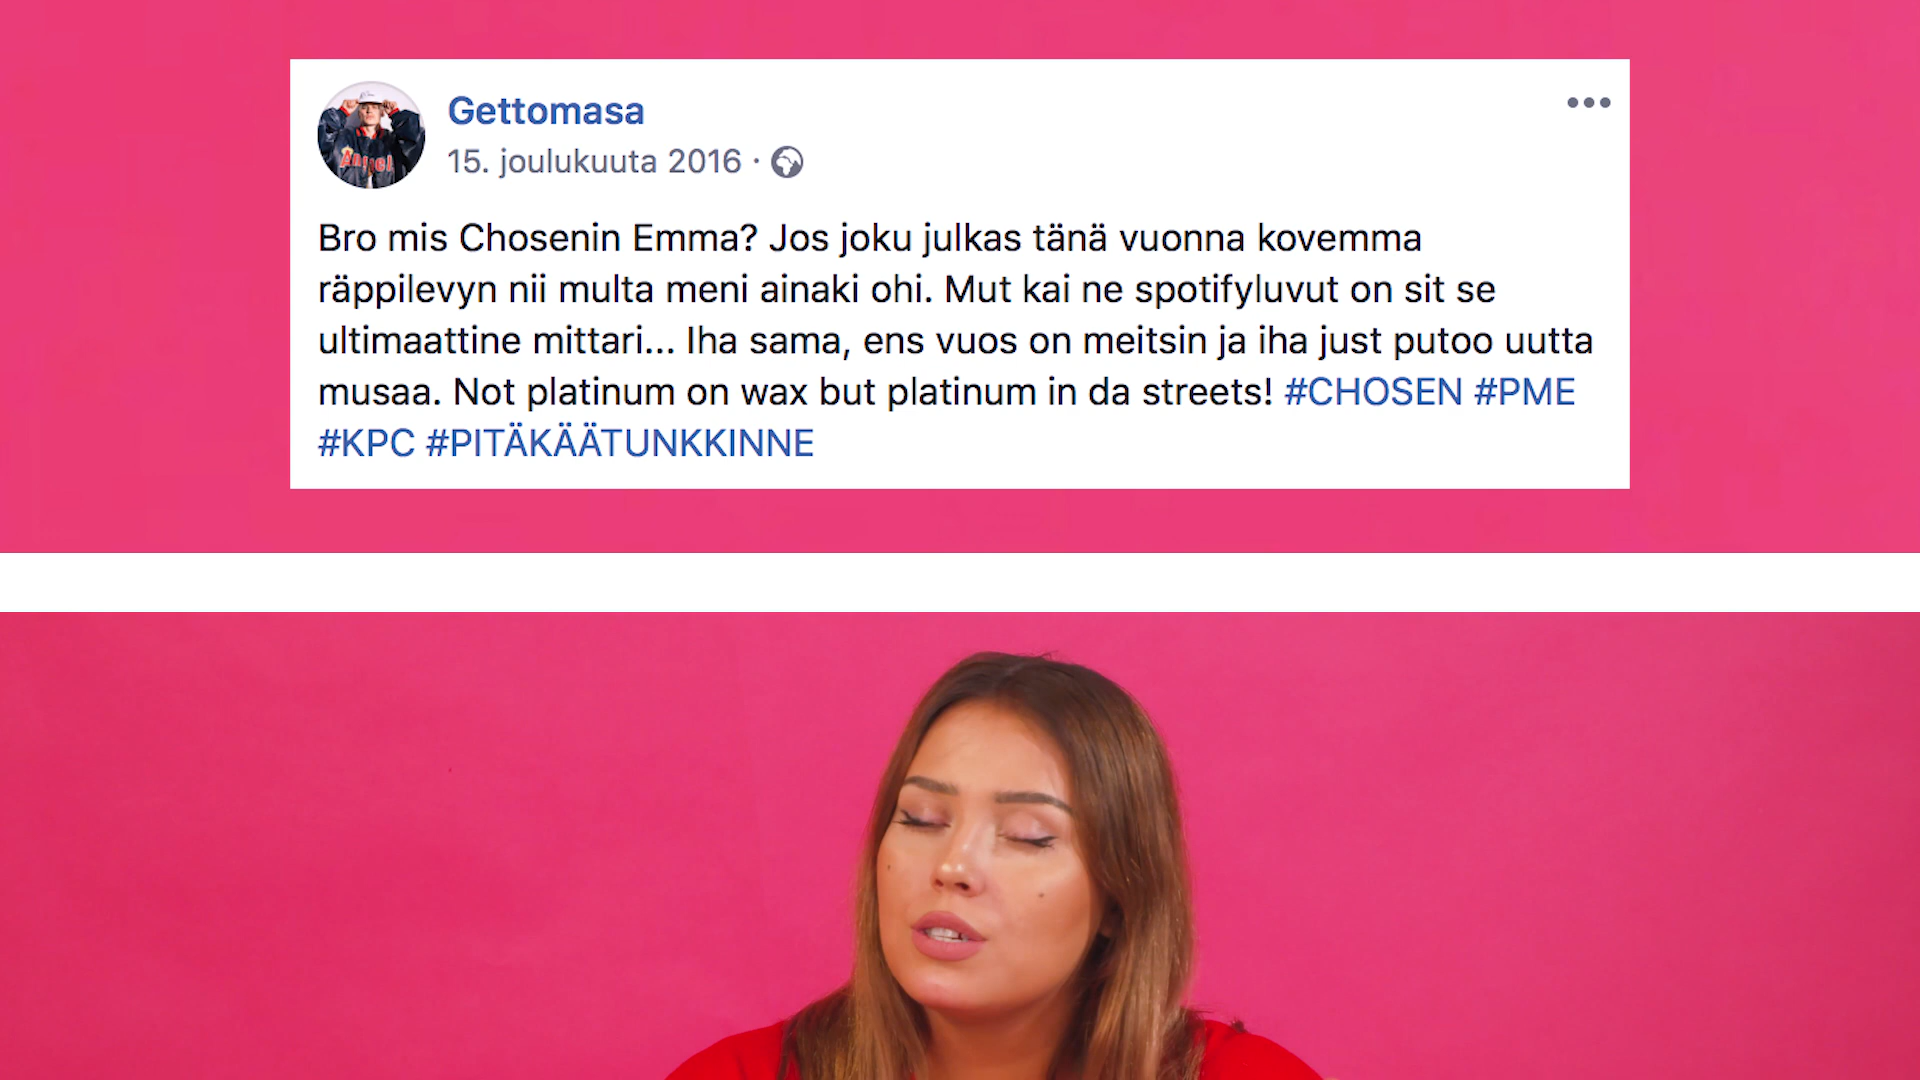 Gettomasa
15. joulukuuta 2016 ·
Bro mis Chosenin Emma? Jos joku julkas tänä vuonna kovemma
räppilevyn nii multa meni ainaki ohi. Mut kai ne spotifyluvut on sit se
ultimaattine mittari... Iha sama, ens vuos on meitsin ja iha just putoo uutta
musaa. Not platinum on wax but platinum in da streets! #CHOSEN #PME
#KPC #PITÄKÄÄTUNKKINNE